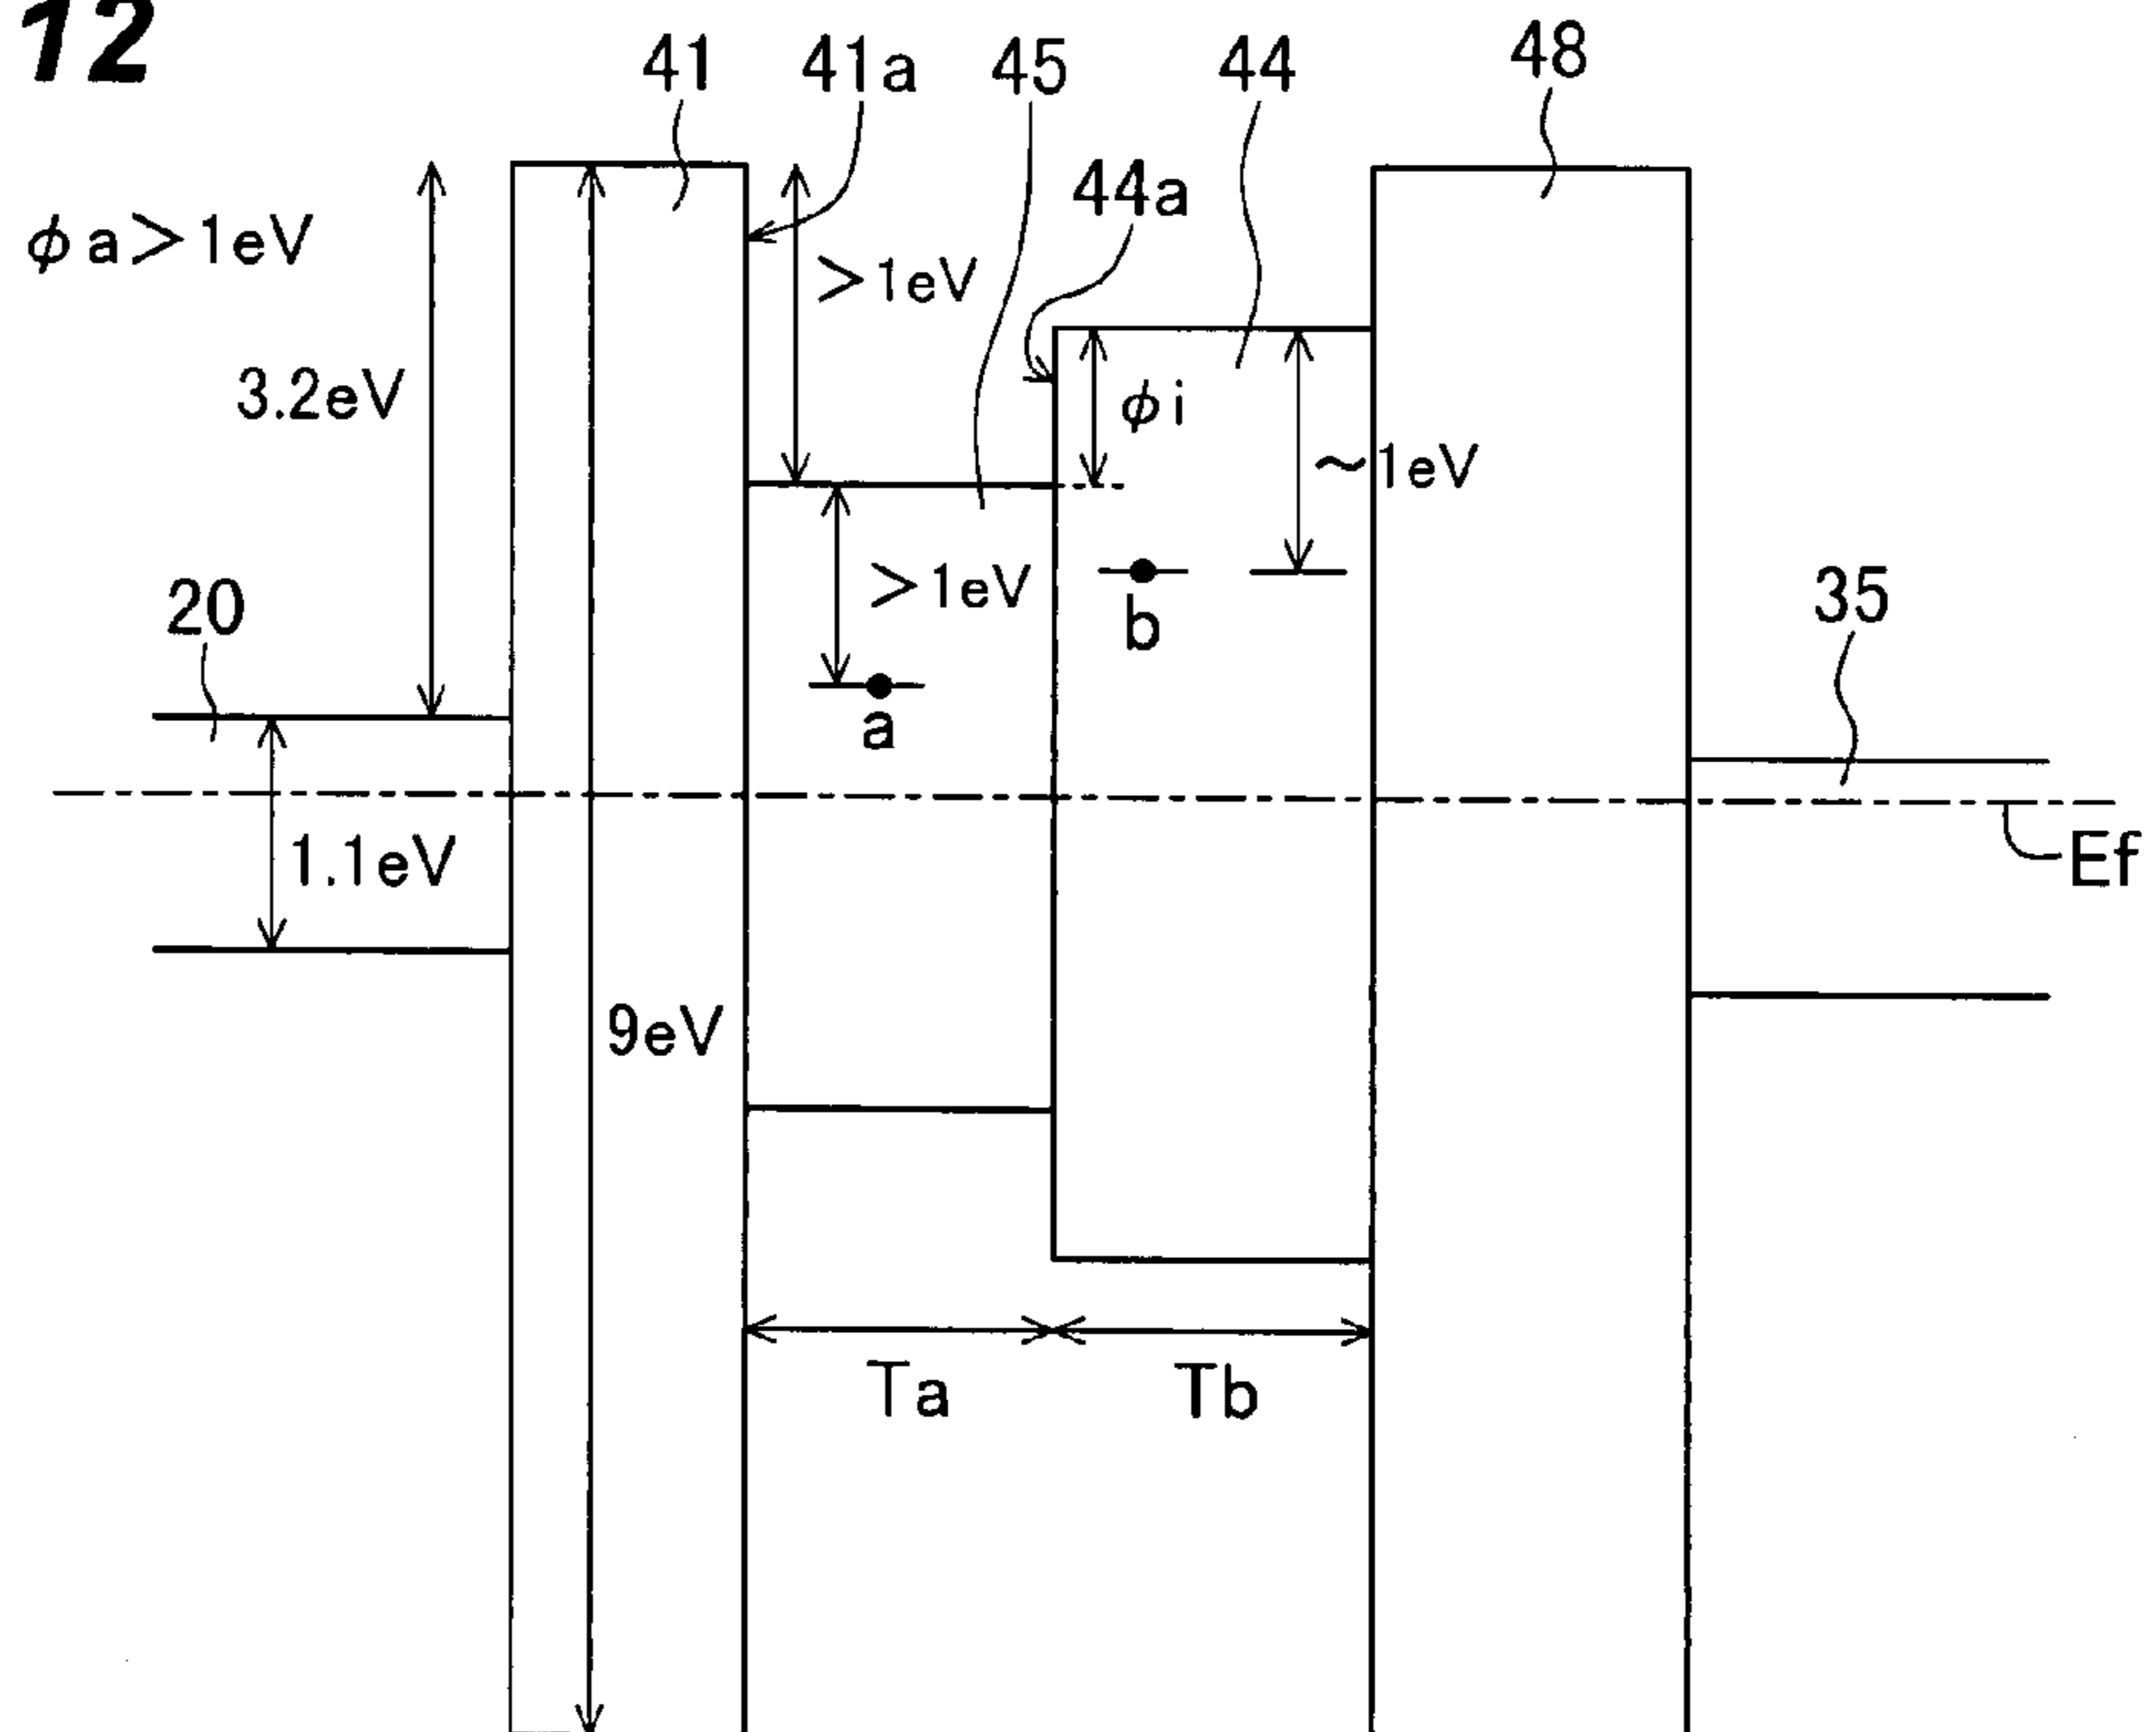 12
41 41a 45 44 48
44a
φa>1eV
>1eV
3.2eV
φi
~1eV
20
>1eV
b
35
a
1.1eV
Ef
9eV
Ta Tb